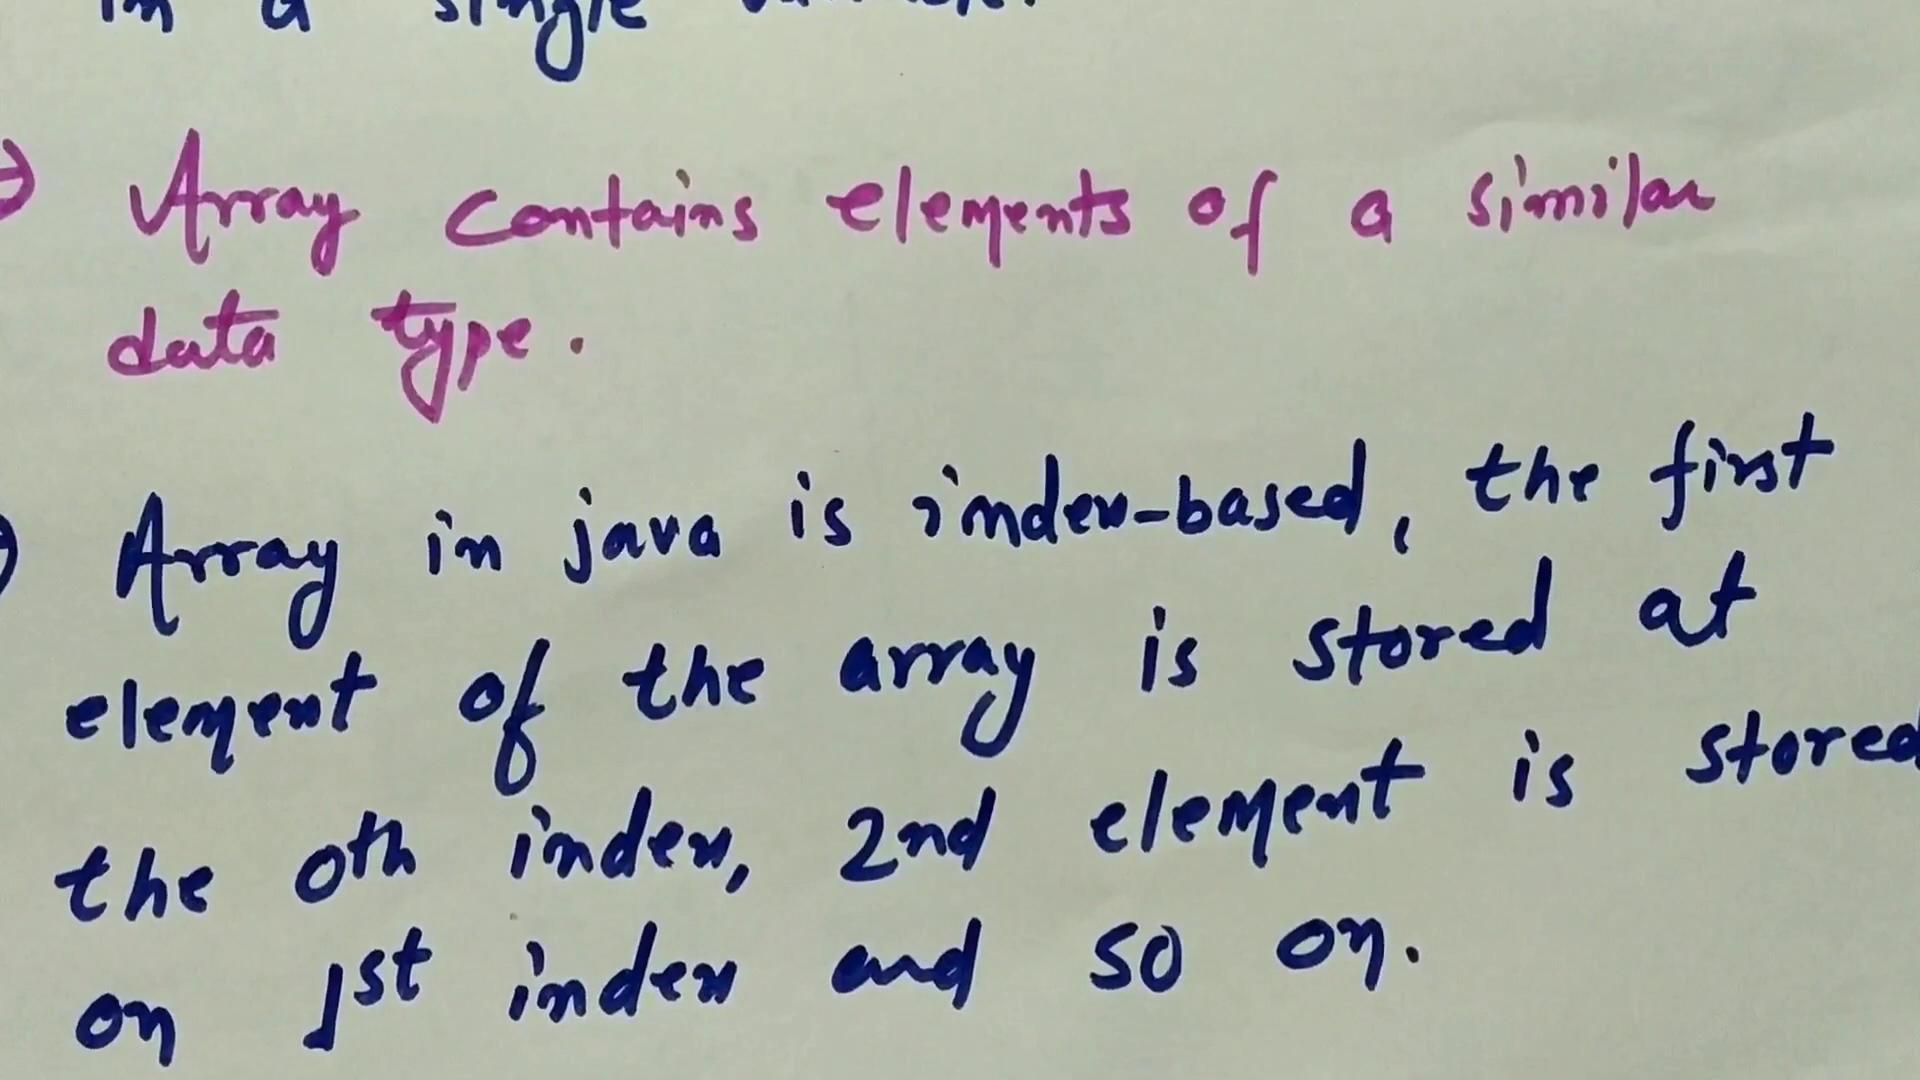 in a single
→ Array contains elements of a similar
data type.
Array in java is index-based, the first
element of the array is stored at
the 0th index, 2nd element is stored
on 1st index and so on.